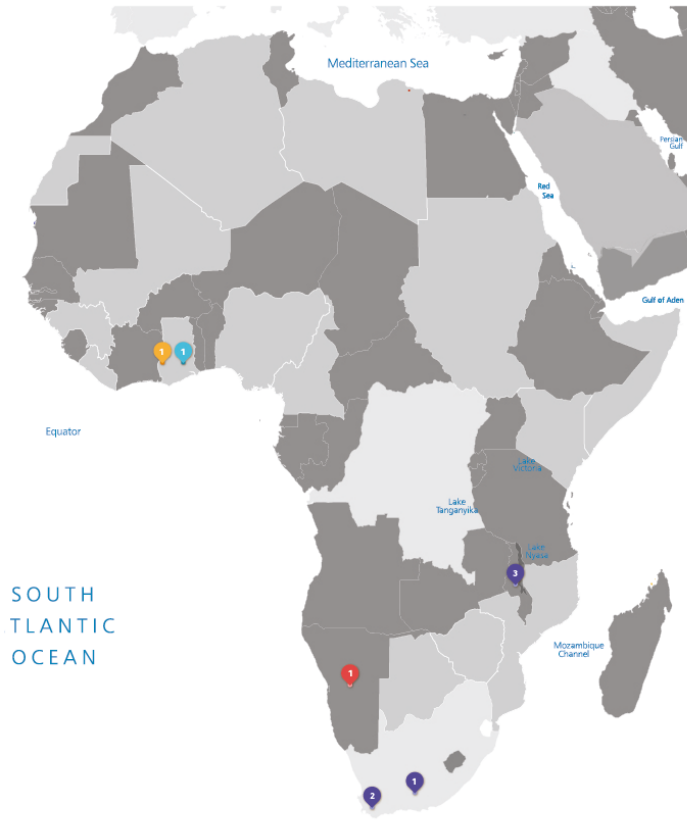 Mediterranean Sea
Persian
Gulf
Red
Sea
Gulf of Aden
1
1
Equator
Lake
Victoria
Lake
Tanganyika
Lake
Nyasa
3
SOUTH
TLANTIC
OCEAN
Mozambique
Channel
1
1
2